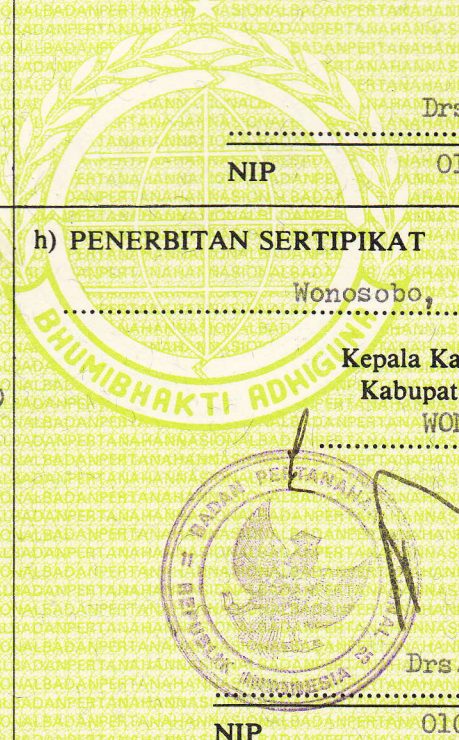 Drs
NIP 01
h) PENERBITAN SERTIPIKAT
Wonosobo,
BHUMIBHAKTI ADHIGUNA
Kepala Ka
Kabupat
WON
BADAN PERTANAHAN NASIONAL
REPUBLIK INDONESIA
Drs.
NIP 010